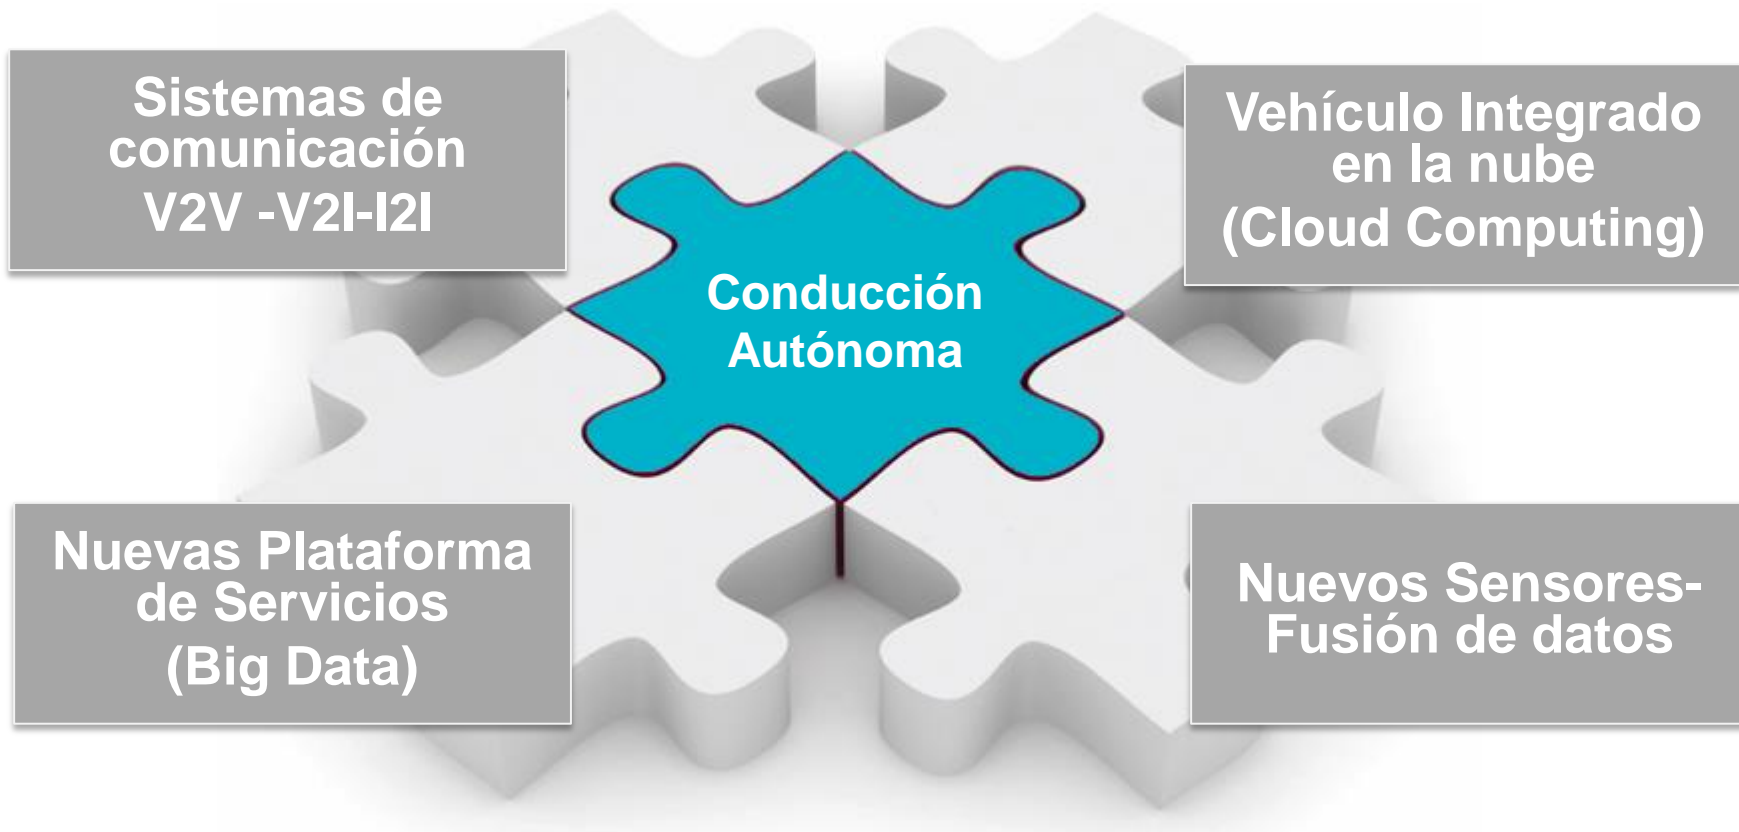 Sistemas de
comunicación
V2V -V2I-I2I
Vehículo Integrado
en la nube
(Cloud Computing)
Conducción
Autónoma
Nuevas Plataforma
de Servicios
(Big Data)
Nuevos Sensores-
Fusión de datos